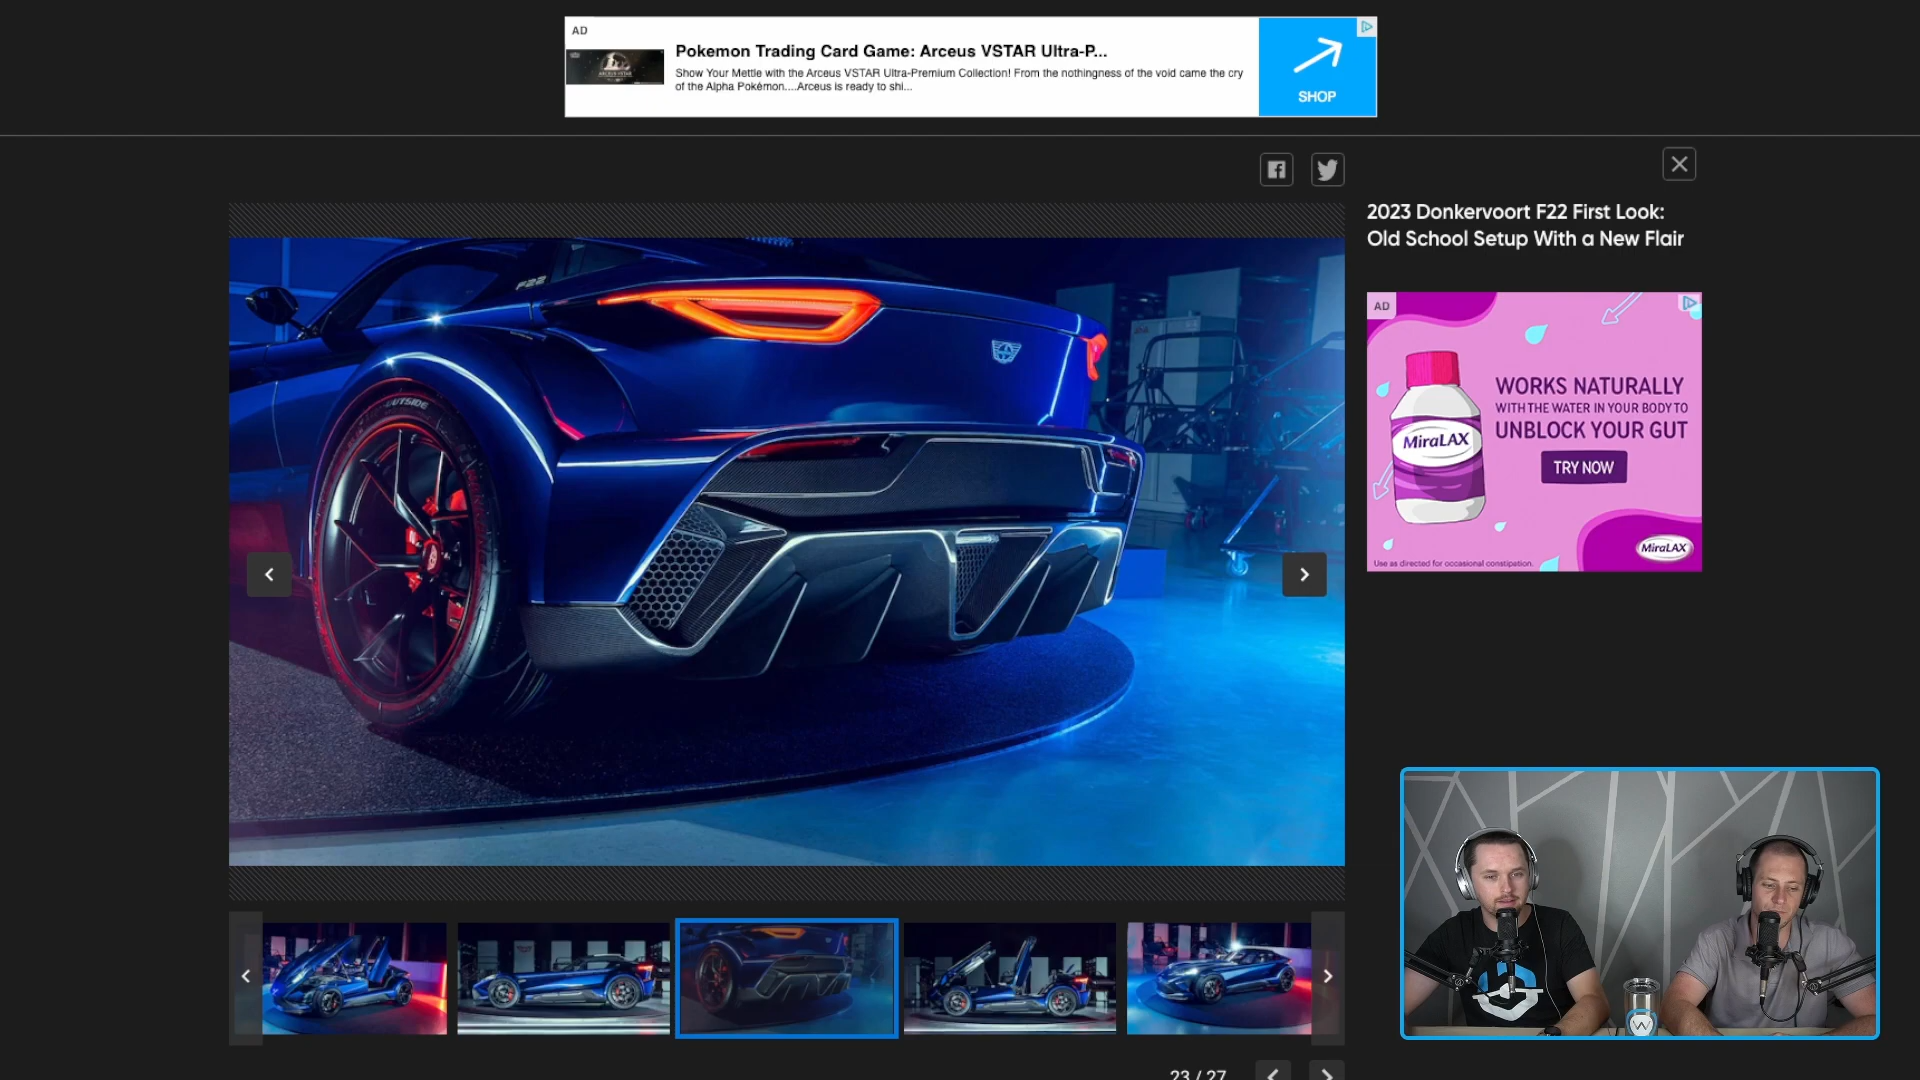 AD
Pokemon Trading Card Game: Arceus VSTAR Ultra-P...
Show Your Mettle with the Arceus VSTAR Ultra-Premium Collection! From the nothingness of the void came the cry
of the Alpha Pokémon....Arceus is ready to shi...
SHOP
2023 Donkervoort F22 First Look:
Old School Setup With a New Flair
F22
OUTSIDE
AD
WORKS NATURALLY
WITH THE WATER IN YOUR BODY TO
UNBLOCK YOUR GUT
TRY NOW
MiraLAX
MiraLAX
Use as directed for occasional constipation.
23 / 27